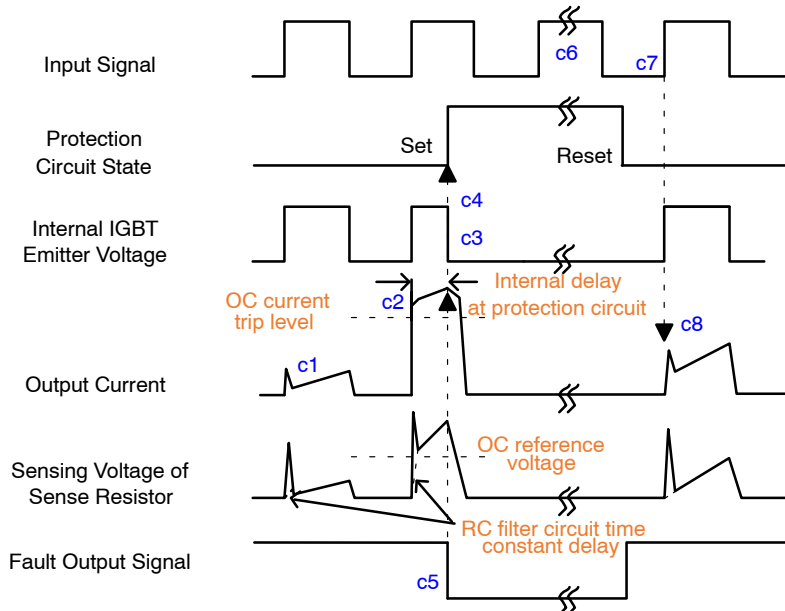 Input Signal
c6
c7
Protection
Circuit State
Set
Reset
Internal IGBT
Emitter Voltage
c4
c3
OC current
trip level
c2
Internal delay
at protection circuit
Output Current
c1
c8
Sensing Voltage of
Sense Resistor
OC reference
voltage
RC filter circuit time
constant delay
Fault Output Signal
c5